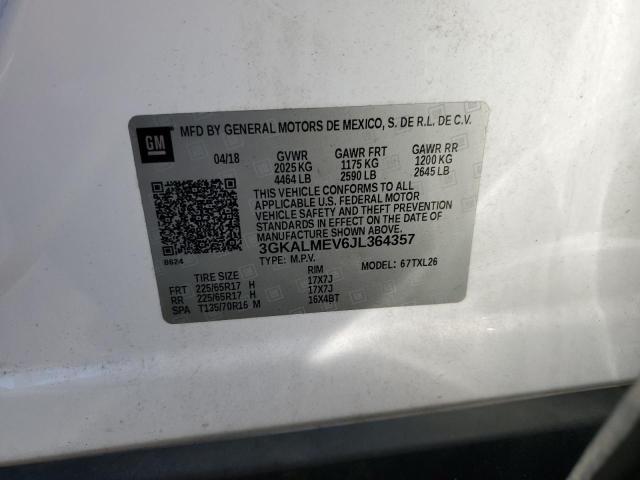 GM
MFD BY GENERAL MOTORS DE MEXICO, S. DE R.L. DE C.V.
04/18 GVWR GAWR FRT GAWR RR
2025 KG 1175 KG 1200 KG
4464 LB 2590 LB 2645 LB
THIS VEHICLE CONFORMS TO ALL
APPLICABLE U.S. FEDERAL MOTOR
VEHICLE SAFETY AND THEFT PREVENTION
STANDARDS IN EFFECT ON THE DATE OF
MANUFACTURE SHOWN ABOVE.
3GKALMEV6JL364357
8624 TYPE: M.P.V. MODEL: 67TXL26
TIRE SIZE RIM
FRT 225/65R17 H 17X7J
RR 225/65R17 H 17X7J
SPA T135/70R16 M 16X4BT